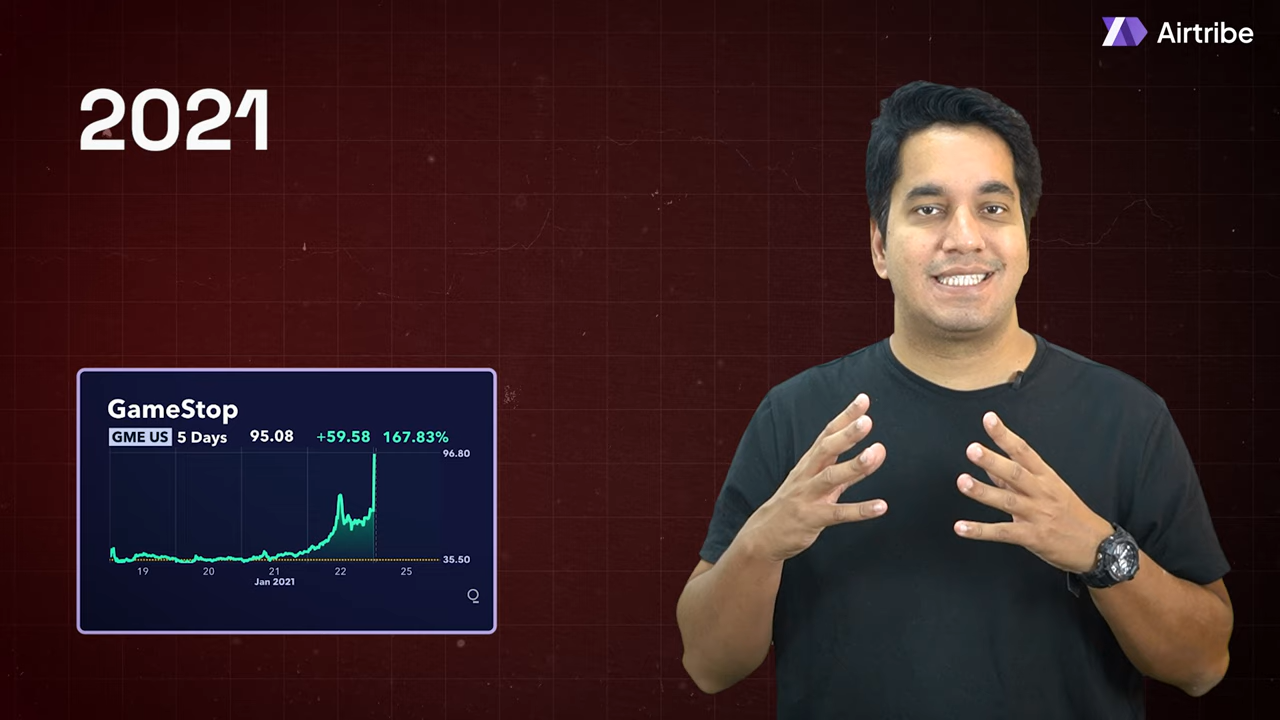 Airtribe
2021
GameStop
GME US 5 Days 95.08 +59.58 167.83%
96.80
35.50
19 20 21 22 25
Jan 2021